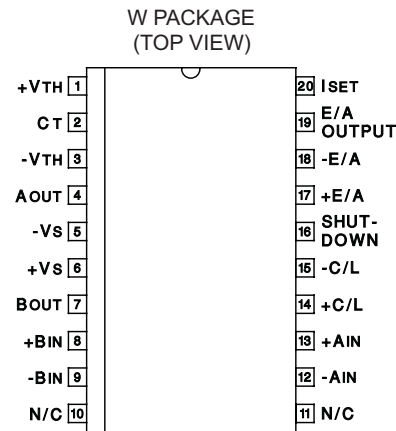 W PACKAGE
(TOP VIEW)
+VTH 1
CT 2
-VTH 3
AOUT 4
-VS 5
+VS 6
BOUT 7
+BIN 8
-BIN 9
N/C 10
20 ISET
19 E/A
OUTPUT
18 -E/A
17 +E/A
16 SHUT-
DOWN
15 -C/L
14 +C/L
13 +AIN
12 -AIN
11 N/C